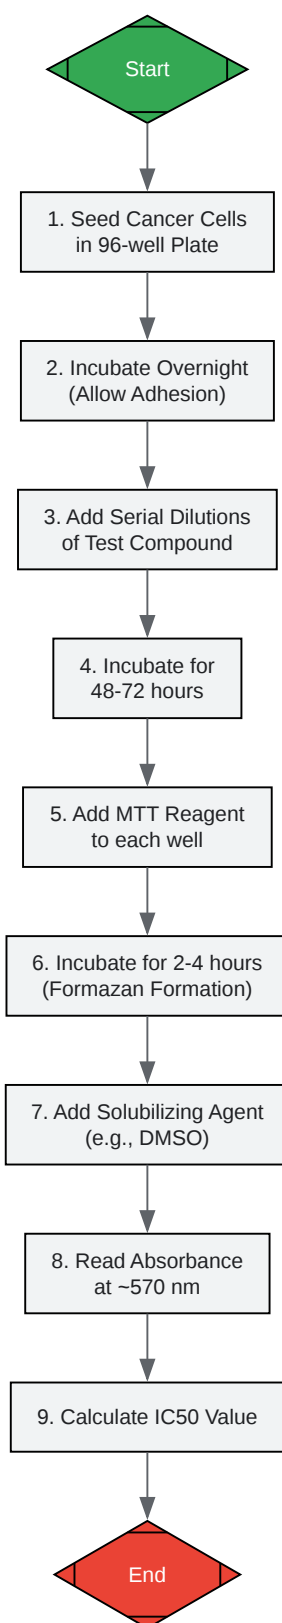 Start
1. Seed Cancer Cells
in 96-well Plate
2. Incubate Overnight
(Allow Adhesion)
3. Add Serial Dilutions
of Test Compound
4. Incubate for
48-72 hours
5. Add MTT Reagent
to each well
6. Incubate for 2-4 hours
(Formazan Formation)
7. Add Solubilizing Agent
(e.g., DMSO)
8. Read Absorbance
at ~570 nm
9. Calculate IC50 Value
End